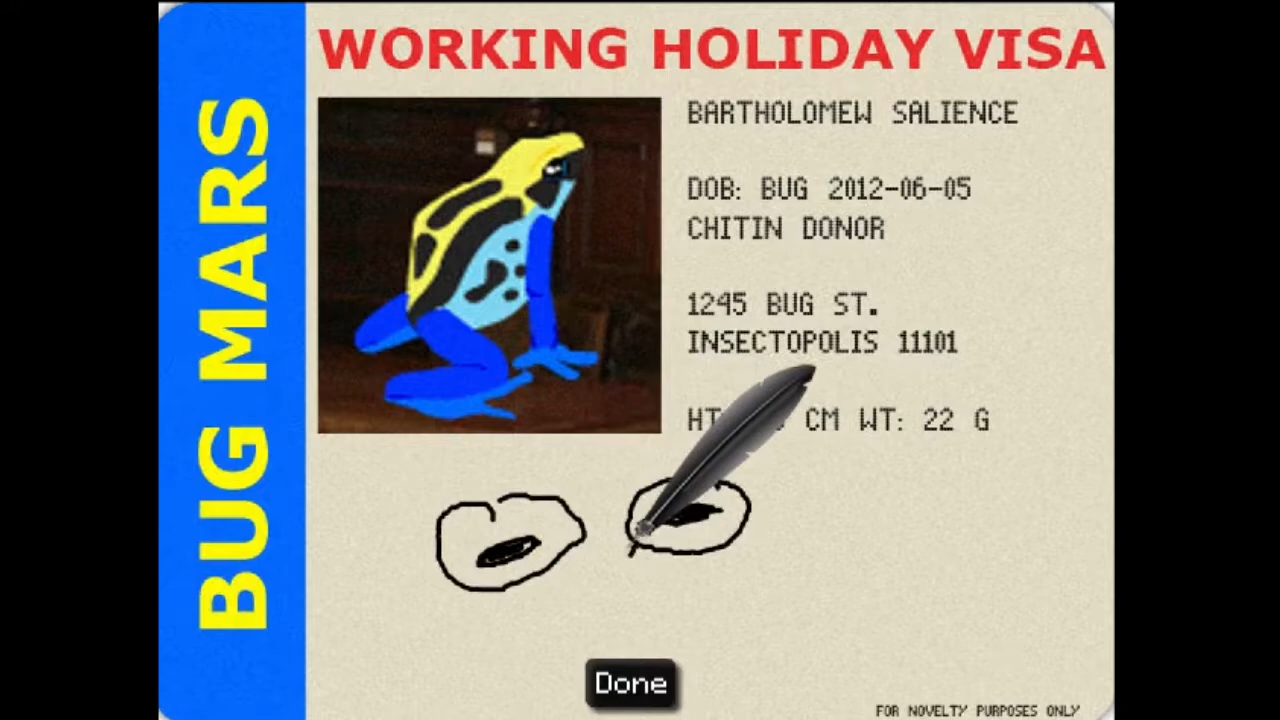 BUG MARS
WORKING HOLIDAY VISA
BARTHOLOMEW SALIENCE
DOB: BUG 2012-06-05
CHITIN DONOR
1245 BUG ST.
INSECTOPOLIS 11101
HT CM WT: 22 G
Done
FOR NOVELTY PURPOSES ONLY